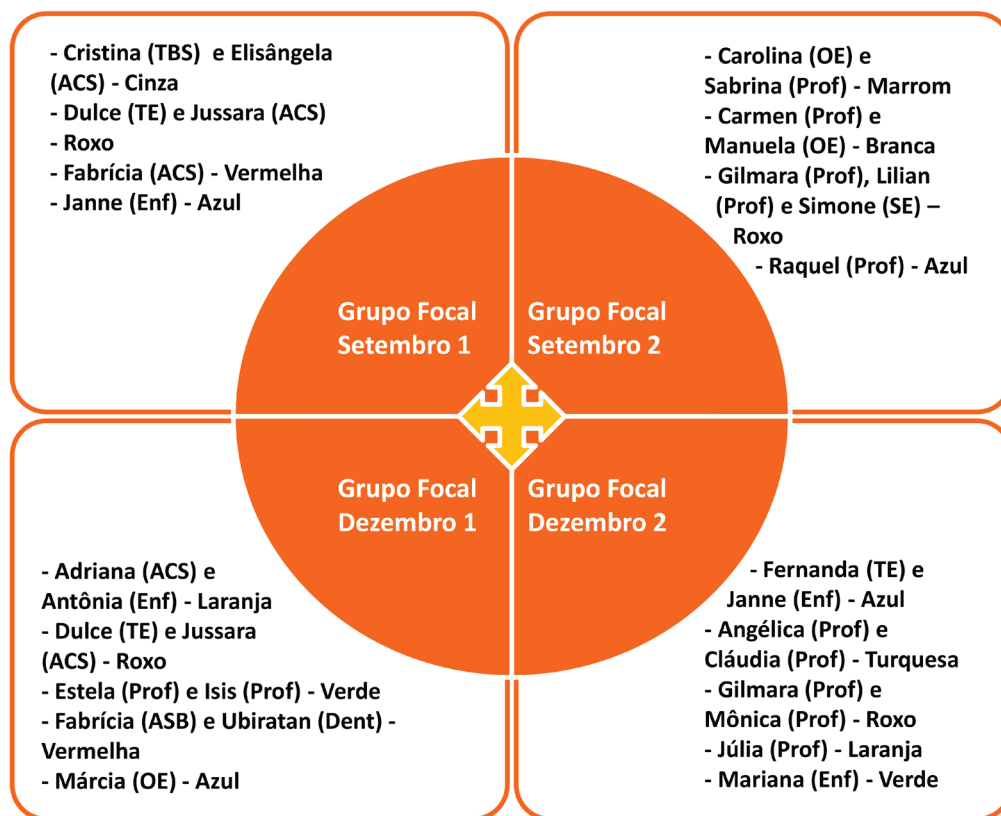 - Cristina (TBS) e Elisângela
(ACS) - Cinza
- Dulce (TE) e Jussara (ACS)
- Roxo
- Fabrícia (ACS) - Vermelha
- Janne (Enf) - Azul
- Carolina (OE) e
Sabrina (Prof) - Marrom
- Carmen (Prof) e
Manuela (OE) - Branca
- Gilmara (Prof), Lilian
(Prof) e Simone (SE) –
Roxo
- Raquel (Prof) - Azul
Grupo Focal
Setembro 1
Grupo Focal
Setembro 2
Grupo Focal
Dezembro 1
Grupo Focal
Dezembro 2
- Adriana (ACS) e
Antônia (Enf) - Laranja
- Dulce (TE) e Jussara
(ACS) - Roxo
- Estela (Prof) e Isis (Prof) - Verde
- Fabrícia (ASB) e Ubiratan (Dent) -
Vermelha
- Márcia (OE) - Azul
- Fernanda (TE) e
Janne (Enf) - Azul
- Angélica (Prof) e
Cláudia (Prof) - Turquesa
- Gilmara (Prof) e
Mônica (Prof) - Roxo
- Júlia (Prof) - Laranja
- Mariana (Enf) - Verde